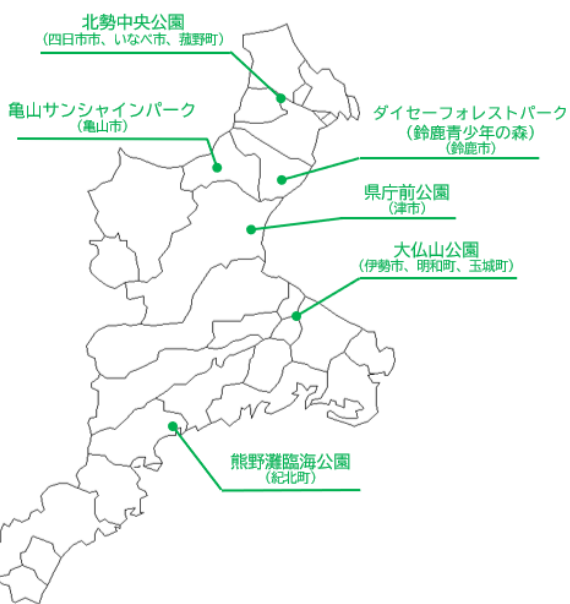 北勢中央公園
(四日市市、いなべ市、菰野町)
亀山サンシャインパーク
(亀山市)
ダイセーフォレストパーク
(鈴鹿青少年の森)
(鈴鹿市)
県庁前公園
(津市)
大仏山公園
(伊勢市、明和町、玉城町)
熊野灘臨海公園
(紀北町)